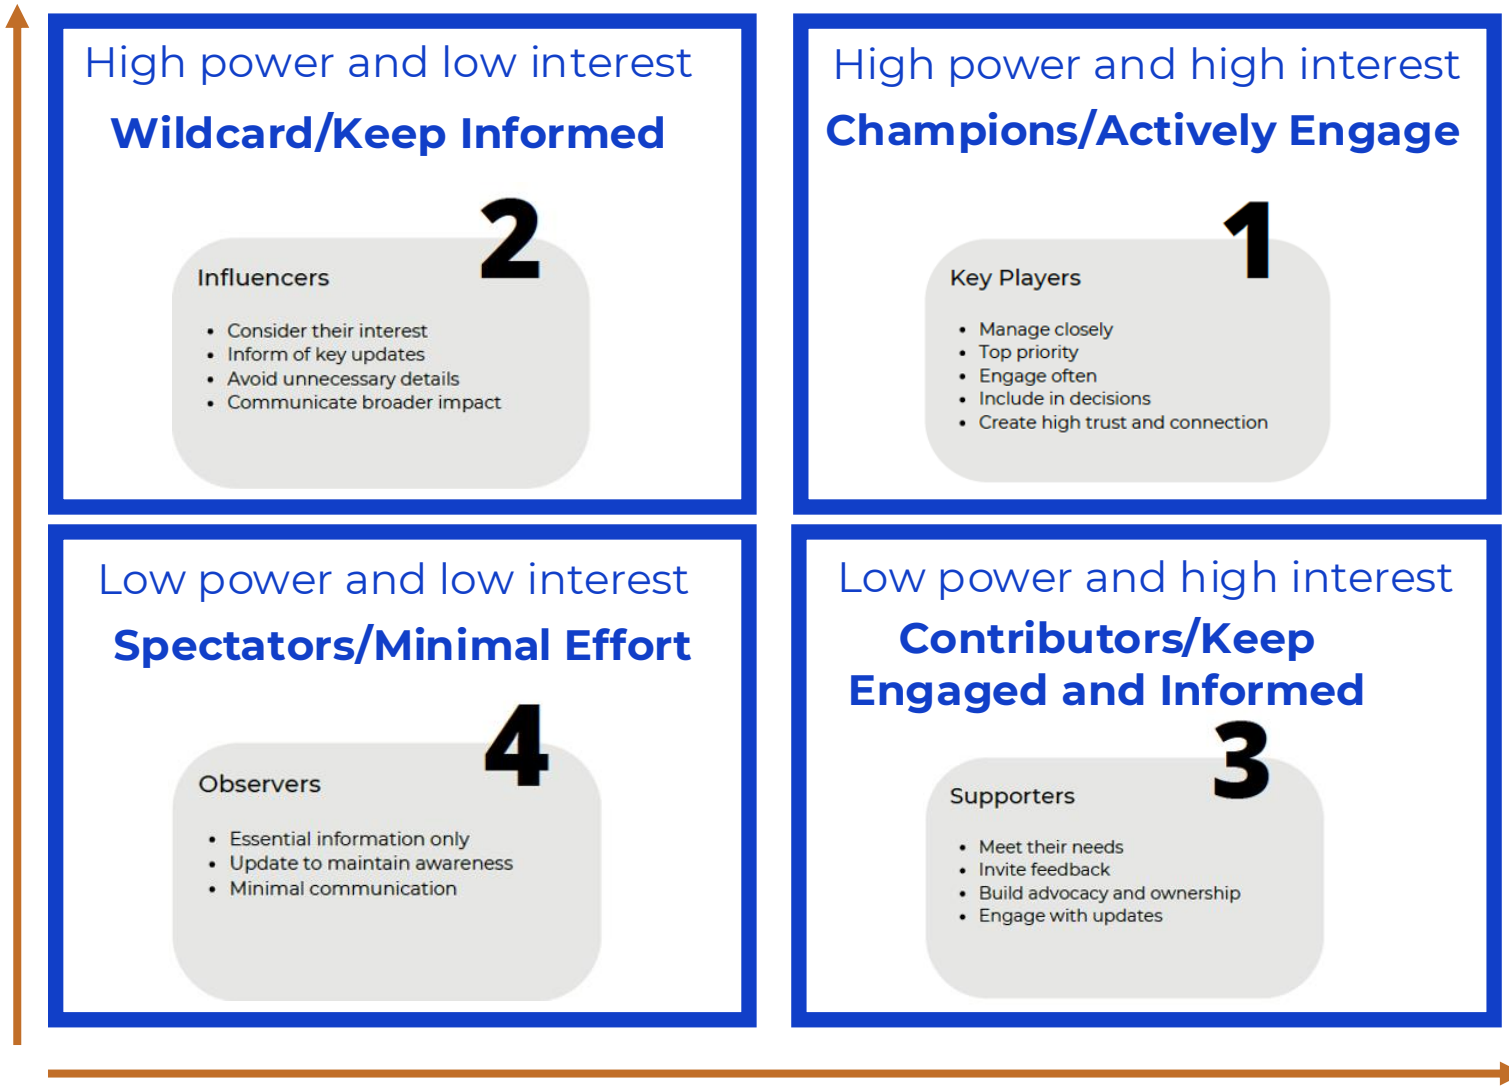 High power and low interest
Wildcard/Keep Informed
2
Influencers
• Consider their interest
• Inform of key updates
• Avoid unnecessary details
• Communicate broader impact
High power and high interest
Champions/Actively Engage
1
Key Players
• Manage closely
• Top priority
• Engage often
• Include in decisions
• Create high trust and connection
Low power and low interest
Spectators/Minimal Effort
4
Observers
• Essential information only
• Update to maintain awareness
• Minimal communication
Low power and high interest
Contributors/Keep
Engaged and Informed
3
Supporters
• Meet their needs
• Invite feedback
• Build advocacy and ownership
• Engage with updates